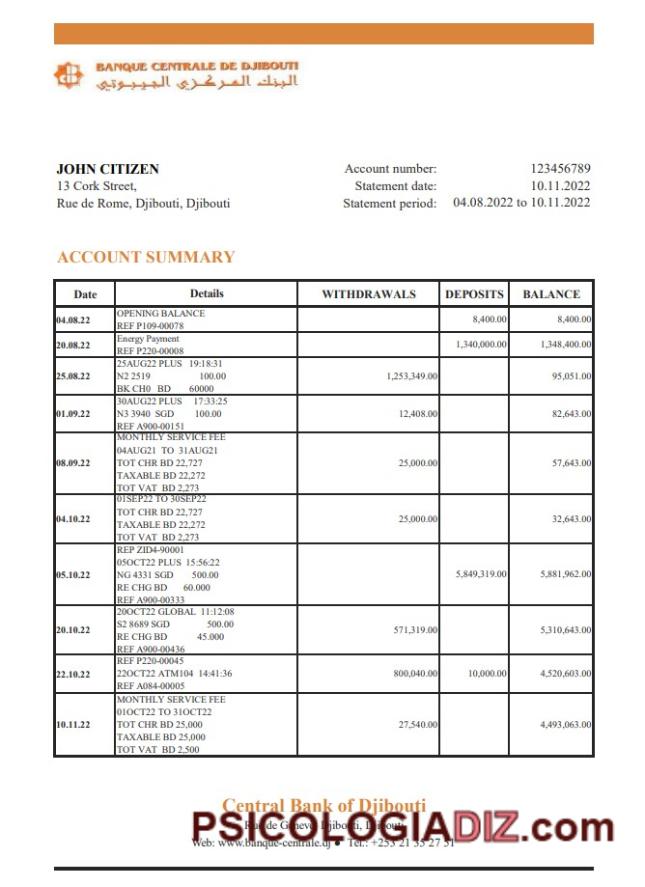 BANQUE CENTRALE DE DJIBOUTI
البنك المركزي الجيبوتي
JOHN CITIZEN
13 Cork Street,
Rue de Rome, Djibouti, Djibouti
Account number: 123456789
Statement date: 10.11.2022
Statement period: 04.08.2022 to 10.11.2022
ACCOUNT SUMMARY
Date Details WITHDRAWALS DEPOSITS BALANCE
04.08.22 OPENING BALANCE 8,400.00 8,400.00
REF P109-00078
20.08.22 Energy Payment 1,340,000.00 1,348,400.00
REF P220-00008
25AUG22 PLUS 19:18:31
25.08.22 N2 2519 100.00 1,253,349.00 95,051.00
BK CH0 BD 60000
30AUG22 PLUS 17:33:25
01.09.22 N3 3940 SGD 100.00 12,408.00 82,643.00
REF A900-00151
MONTHLY SERVICE FEE
04AUG21 TO 31AUG21
08.09.22 TOT CHR BD 22,727 25,000.00 57,643.00
TAXABLE BD 22,272
TOT VAT BD 2,273
01SEP22 TO 30SEP22
04.10.22 TOT CHR BD 22,727 25,000.00 32,643.00
TAXABLE BD 22,272
TOT VAT BD 2,273
REP ZID4-90001
05OCT22 PLUS 15:56:22
05.10.22 NG 4331 SGD 500.00 5,849,319.00 5,881,962.00
RE CHG BD 60.000
REF A900-00333
20OCT22 GLOBAL 11:12:08
20.10.22 S2 8689 SGD 500.00 571,319.00 5,310,643.00
RE CHG BD 45.000
REF A900-00436
REF P220-00045
22.10.22 22OCT22 ATM104 14:41:36 800,040.00 10,000.00 4,520,603.00
REF A084-00005
MONTHLY SERVICE FEE
01OCT22 TO 31OCT22
10.11.22 TOT CHR BD 25,000 27,540.00 4,493,063.00
TAXABLE BD 25,000
TOT VAT BD 2,500
Central Bank of Djibouti
Rue de Geneve, Djibouti, Djibouti
PSICOLOGIADIZ.com
Web: www.banque-centrale.dj ● Tel.: +253 21 35 27 51